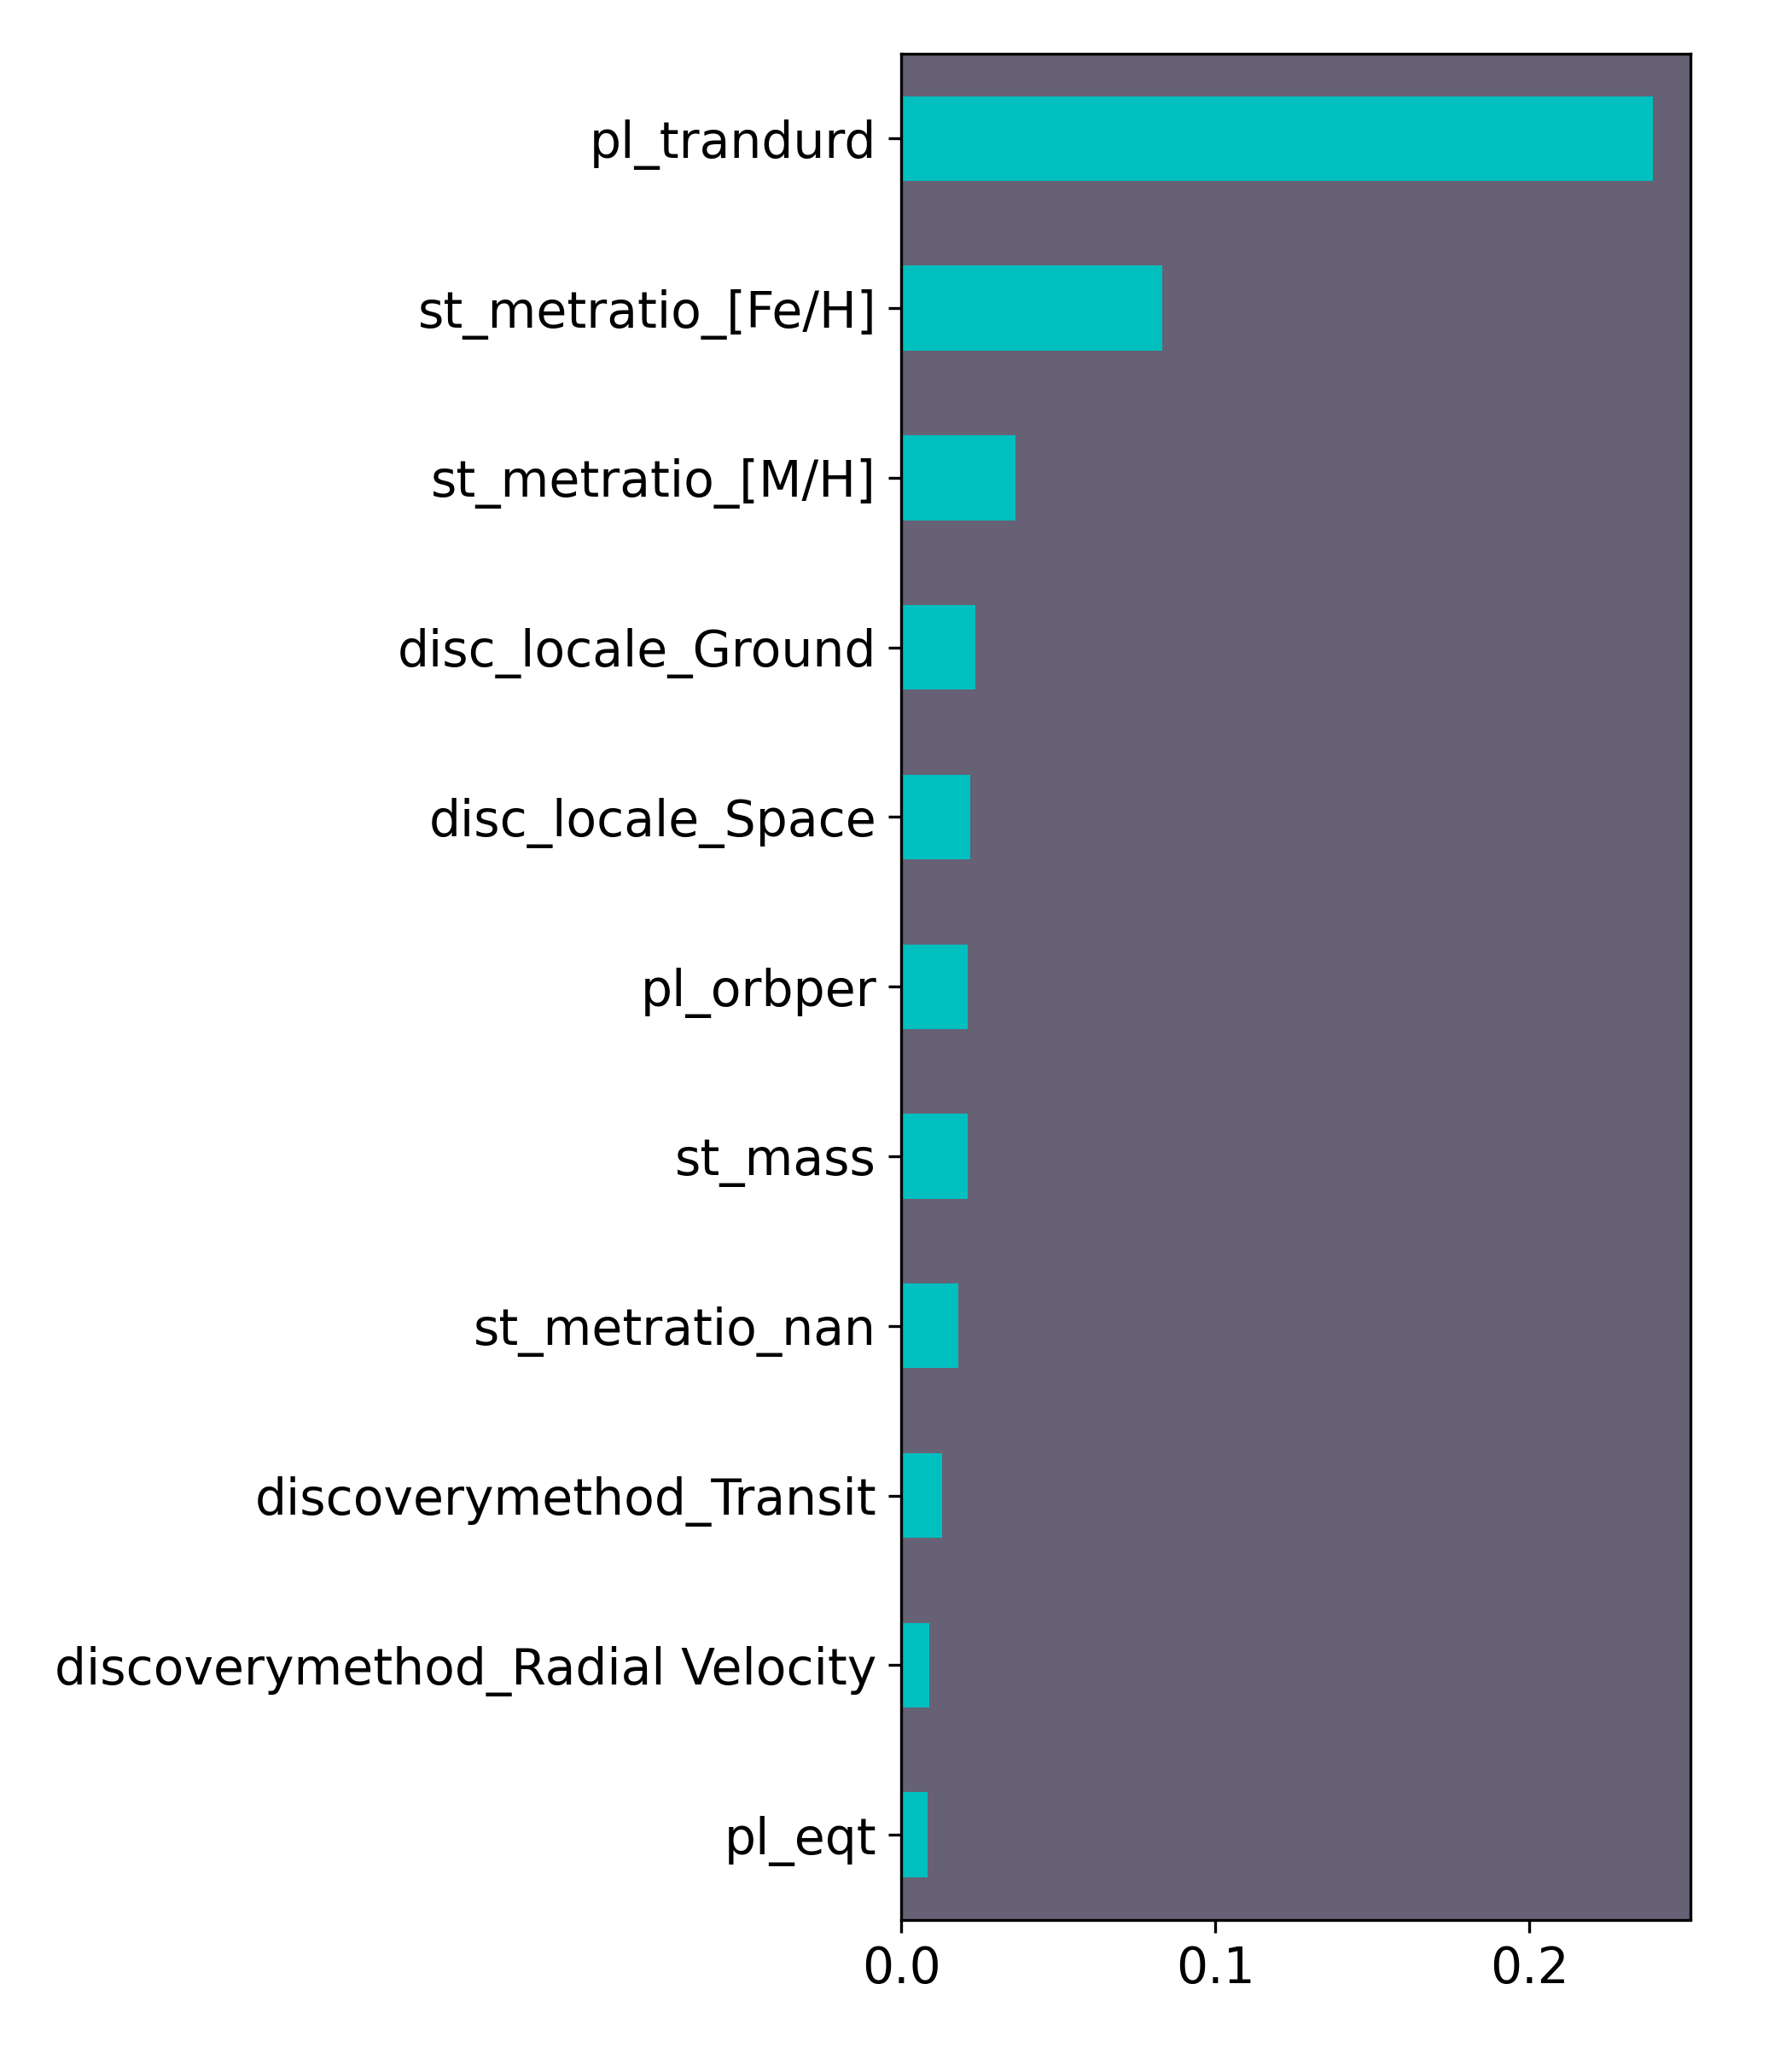 pl_trandurd
st_metratio_[Fe/H]
st_metratio_[M/H]
disc_locale_Ground
disc_locale_Space
pl_orbper
st_mass
st_metratio_nan
discoverymethod_Transit
discoverymethod_Radial Velocity
pl_eqt
0.0 0.1 0.2